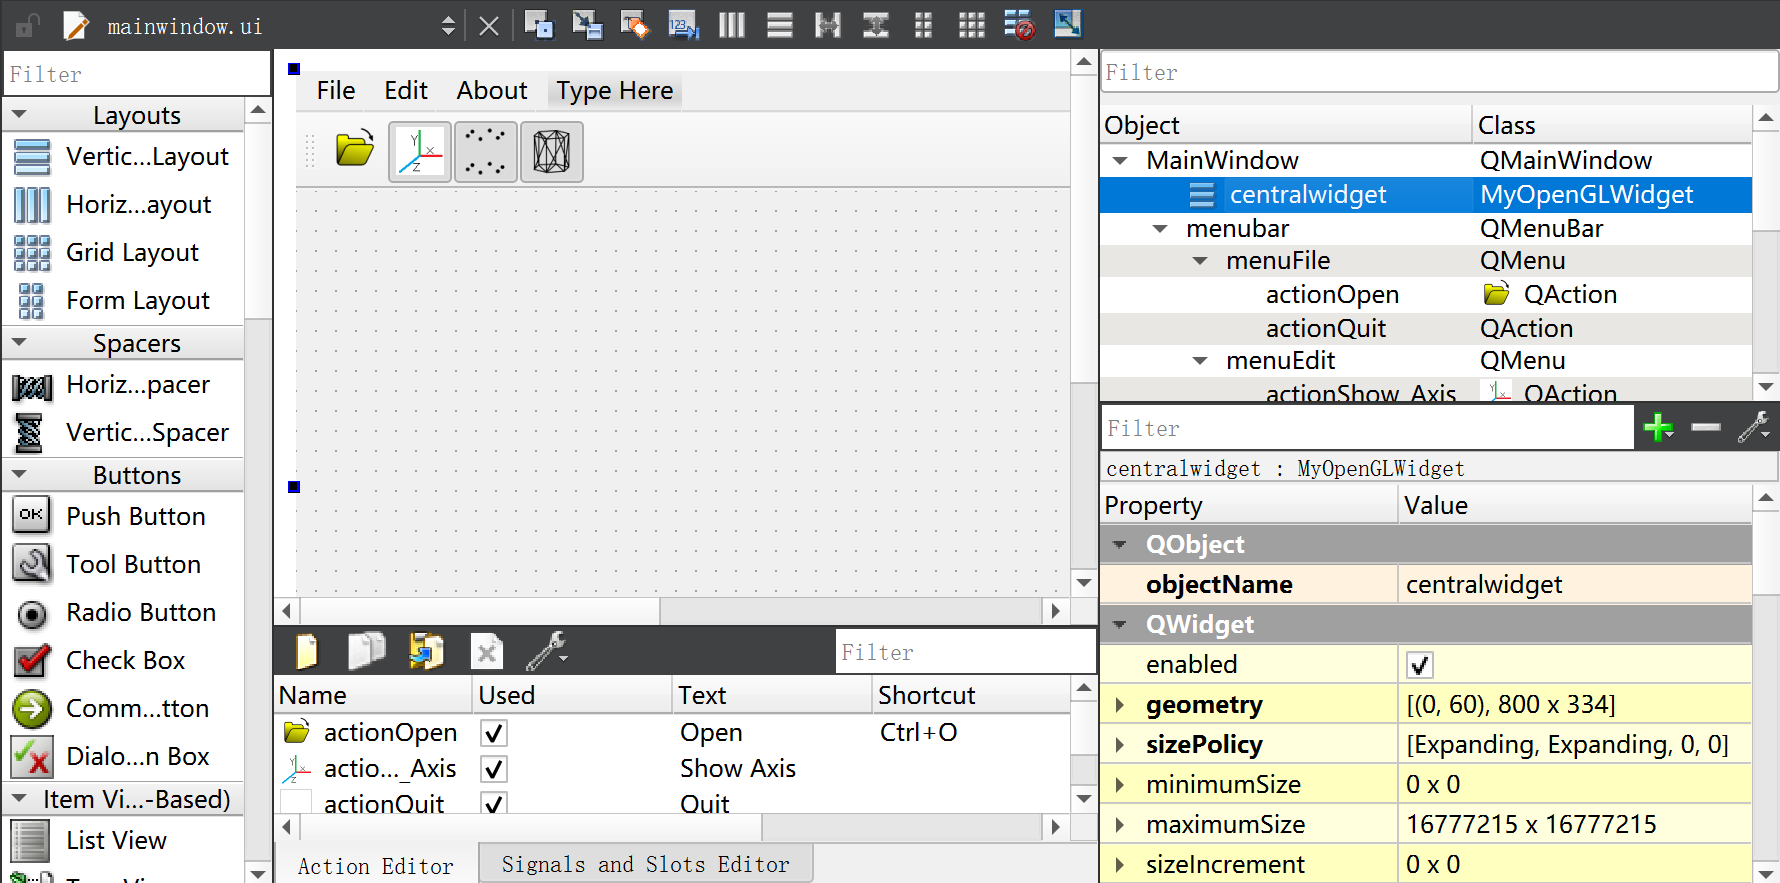 mainwindow.ui
Filter
Layouts
Vertic...Layout
Horiz...ayout
Grid Layout
Form Layout
Spacers
Horiz...pacer
Vertic...Spacer
Buttons
OK
Push Button
Tool Button
Radio Button
Check Box
Comm...tton
Dialo...n Box
Item Vi...-Based)
List View
File Edit About Type Here
Y X Z
Filter
Name Used Text Shortcut
actionOpen Open Ctrl+O
actio..._Axis Show Axis
actionQuit Quit
Action Editor Signals and Slots Editor
Filter
Object Class
MainWindow QMainWindow
centralwidget MyOpenGLWidget
menubar QMenuBar
menuFile QMenu
actionOpen QAction
actionQuit QAction
menuEdit QMenu
actionShow_Axis QAction
Filter
centralwidget : MyOpenGLWidget
Property Value
QObject
objectName centralwidget
QWidget
enabled
geometry [(0, 60), 800 x 334]
sizePolicy [Expanding, Expanding, 0, 0]
minimumSize 0 x 0
maximumSize 16777215 x 16777215
sizeIncrement 0 x 0